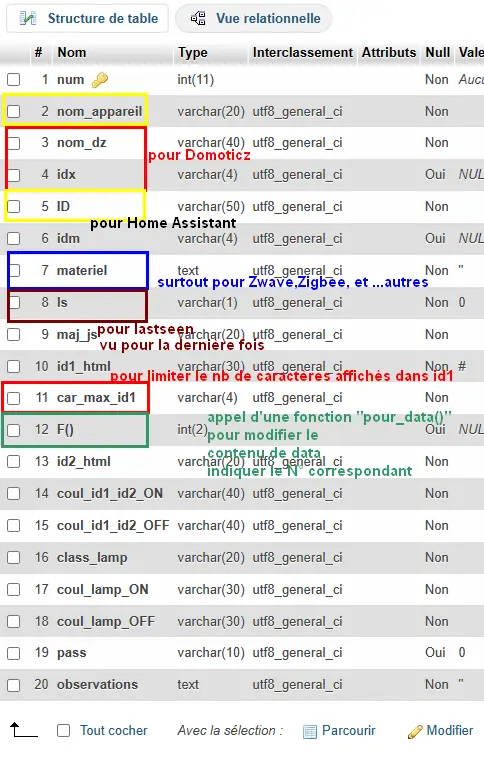 Structure de table Vue relationnelle
# Nom Type Interclassement Attributs Null Vale
1 num int(11) Non Aucu
2 nom_appareil varchar(20) utf8_general_ci Non
3 nom_dz varchar(40) utf8_general_ci Non
pour Domoticz
4 idx varchar(4) utf8_general_ci Oui NUL
5 ID varchar(50) utf8_general_ci Non
pour Home Assistant
6 idm varchar(4) utf8_general_ci Oui NUL
7 materiel text utf8_general_ci Non "
surtout pour Zwave,Zigbee, et ...autres
8 ls varchar(1) utf8_general_ci Non 0
pour lastseen
9 maj_js varchar(20) utf8_general_ci Non
vu pour la dernière fois
10 id1_html varchar(30) utf8_general_ci Non #
pour limiter le nb de caractères affichés dans id1
11 car_max_id1 varchar(4) utf8_general_ci Non
appel d'une fonction "pour_data()"
12 F() int(2) Oui NUL
pour modifier le
contenu de data
13 id2_html varchar(20) utf8_general_ci Non
indiquer le N° correspondant
14 coul_id1_id2_ON varchar(40) utf8_general_ci Non
15 coul_id1_id2_OFF varchar(40) utf8_general_ci Non
16 class_lamp varchar(20) utf8_general_ci Non
17 coul_lamp_ON varchar(30) utf8_general_ci Non
18 coul_lamp_OFF varchar(30) utf8_general_ci Non
19 pass varchar(10) utf8_general_ci Oui 0
20 observations text utf8_general_ci Non "
Tout cocher Avec la sélection : Parcourir Modifier